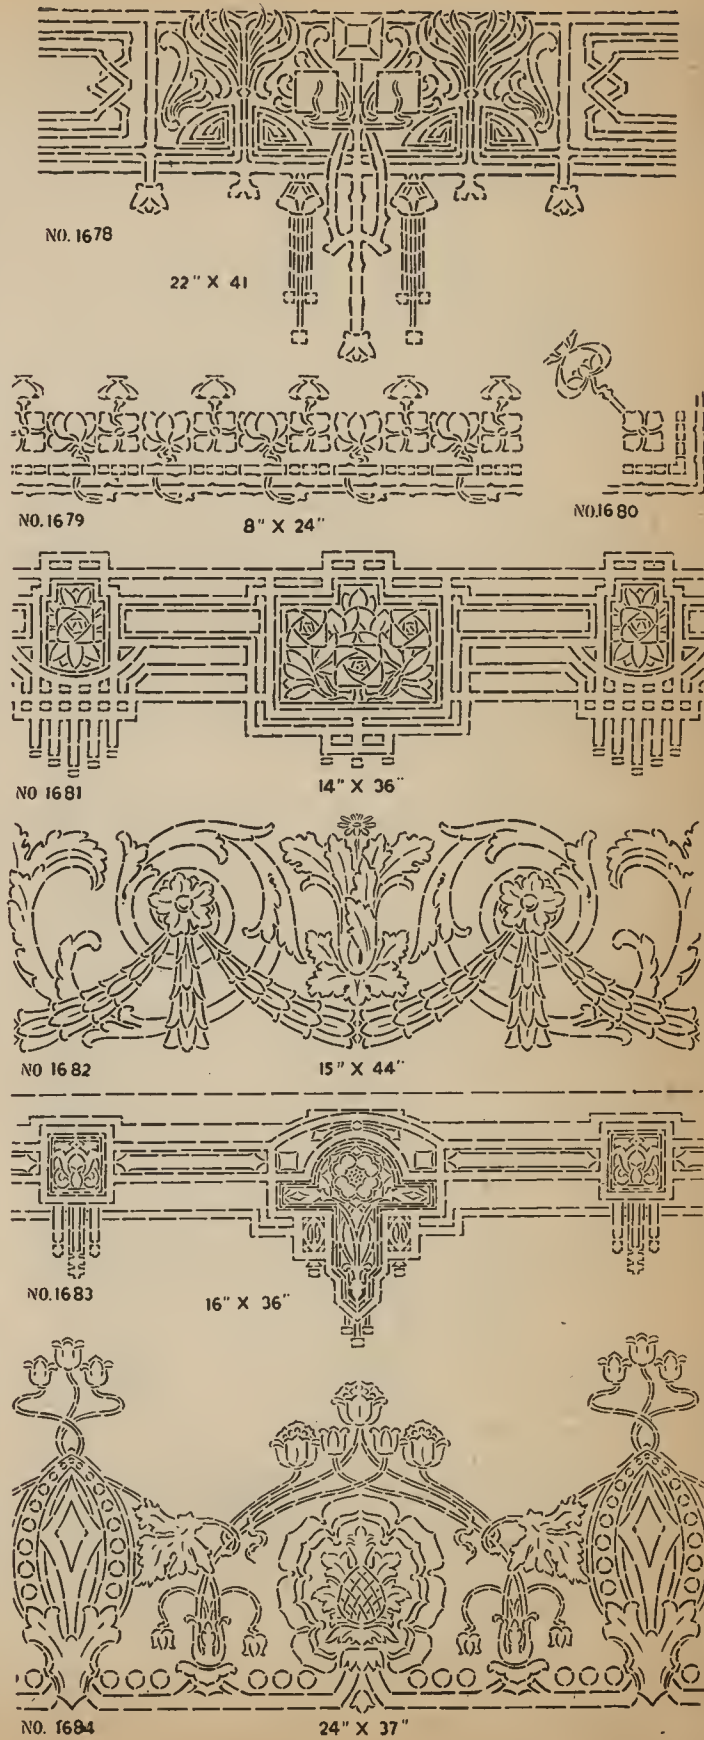 NO. 1678
22" X 41
NO. 1679
8" X 24"
NO. 1680
NO 1681
14" X 36"
NO 1682
15" X 44"
NO. 1683
16" X 36"
NO. 1684
24" X 37"